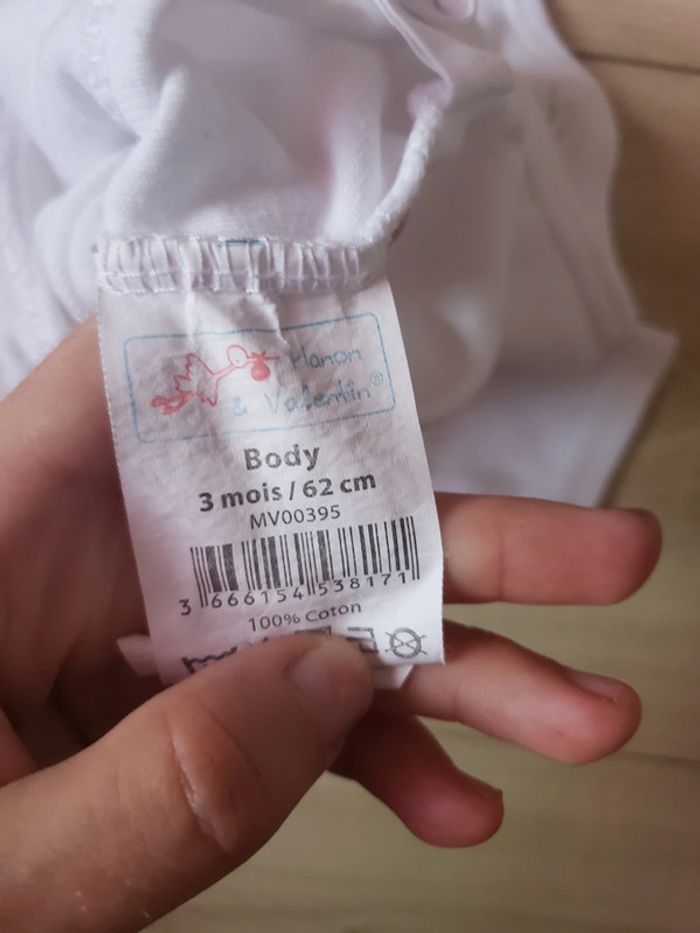 Manon
& Valentin®
Body
3 mois / 62 cm
MV00395
3 666154 538171
100% Coton